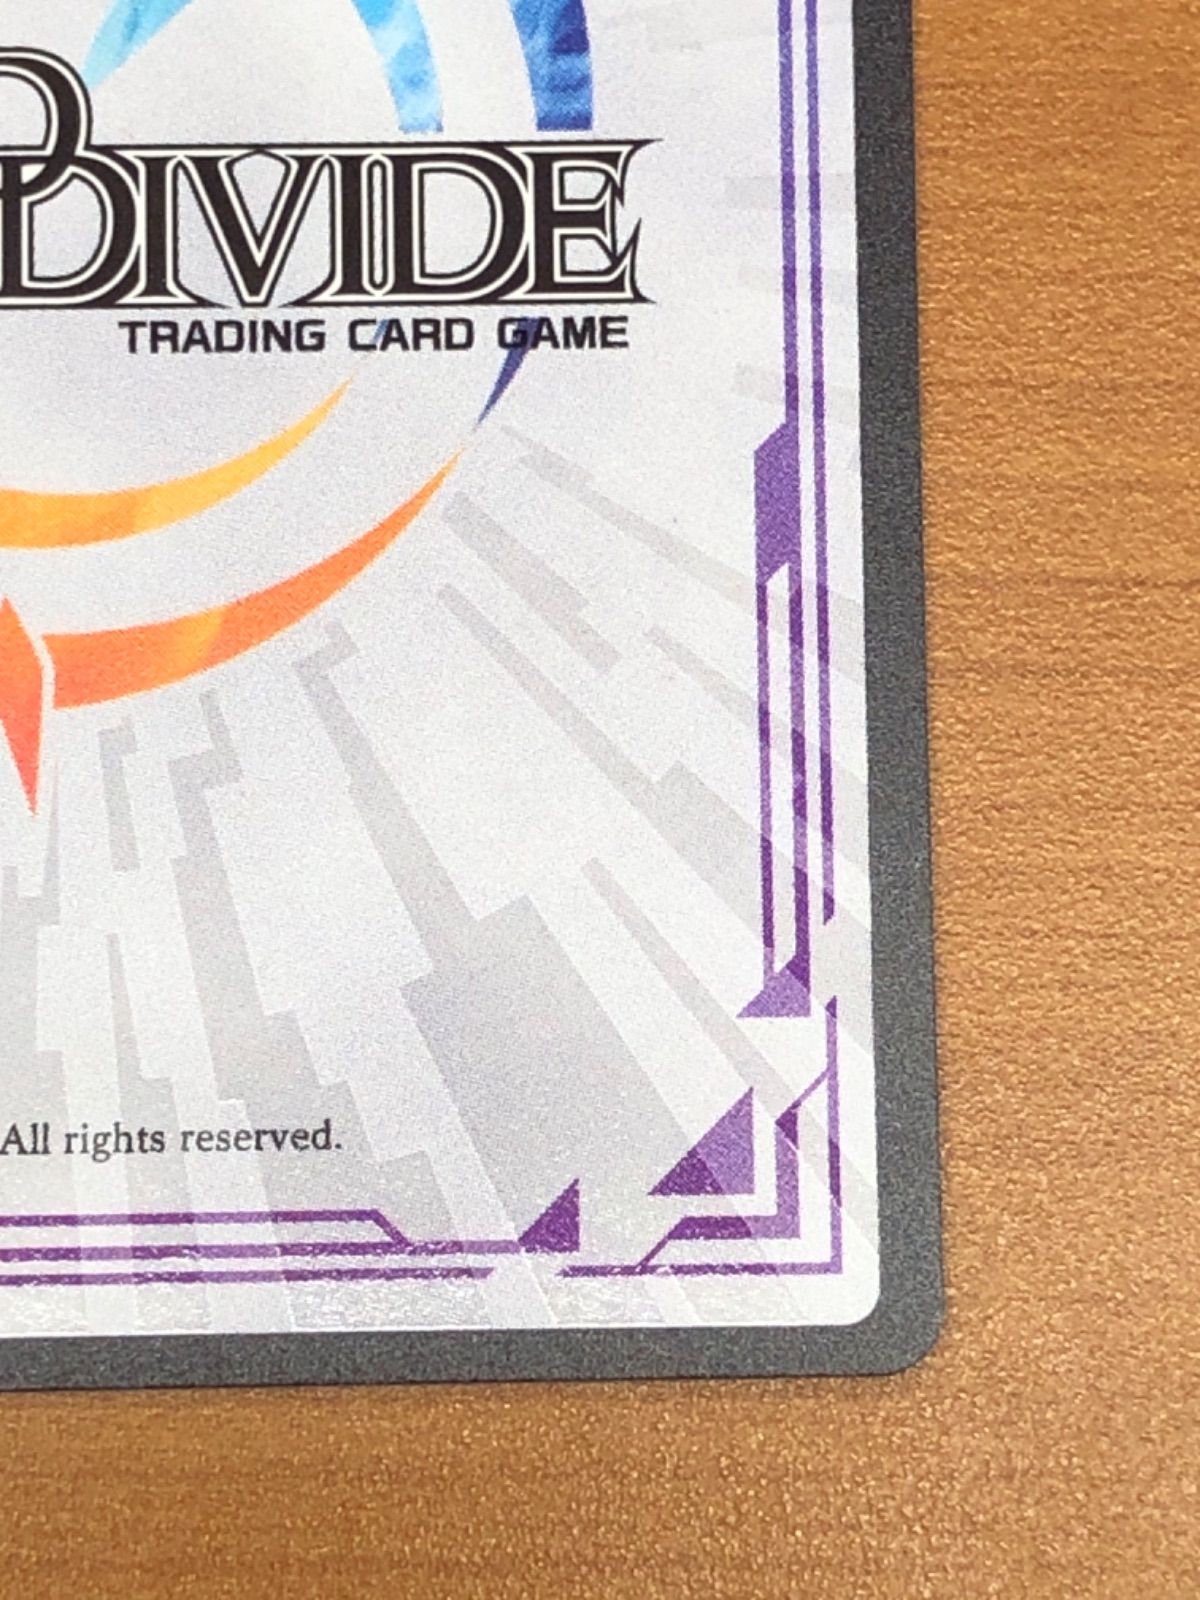 DIVIDE
TRADING CARD GAME
All rights reserved.